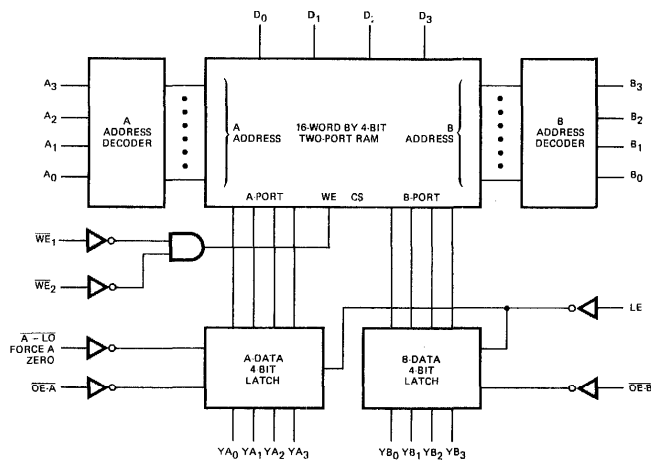 D0 D1 D2 D3
A3
A2
A1
A0
A
ADDRESS
DECODER
A
ADDRESS
16-WORD BY 4-BIT
TWO-PORT RAM
B
ADDRESS
B
ADDRESS
DECODER
B3
B2
B1
B0
A-PORT WE CS B-PORT
WE1
WE2
A - LO
FORCE A
ZERO
OE-A
A-DATA
4-BIT
LATCH
B-DATA
4-BIT
LATCH
LE
OE-B
YA0 YA1 YA2 YA3
YB0 YB1 YB2 YB3